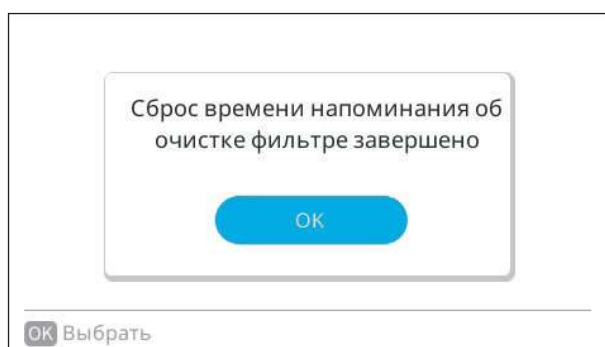 Сброс времени напоминания об
очистке фильтре завершено
OK
OK Выбрать